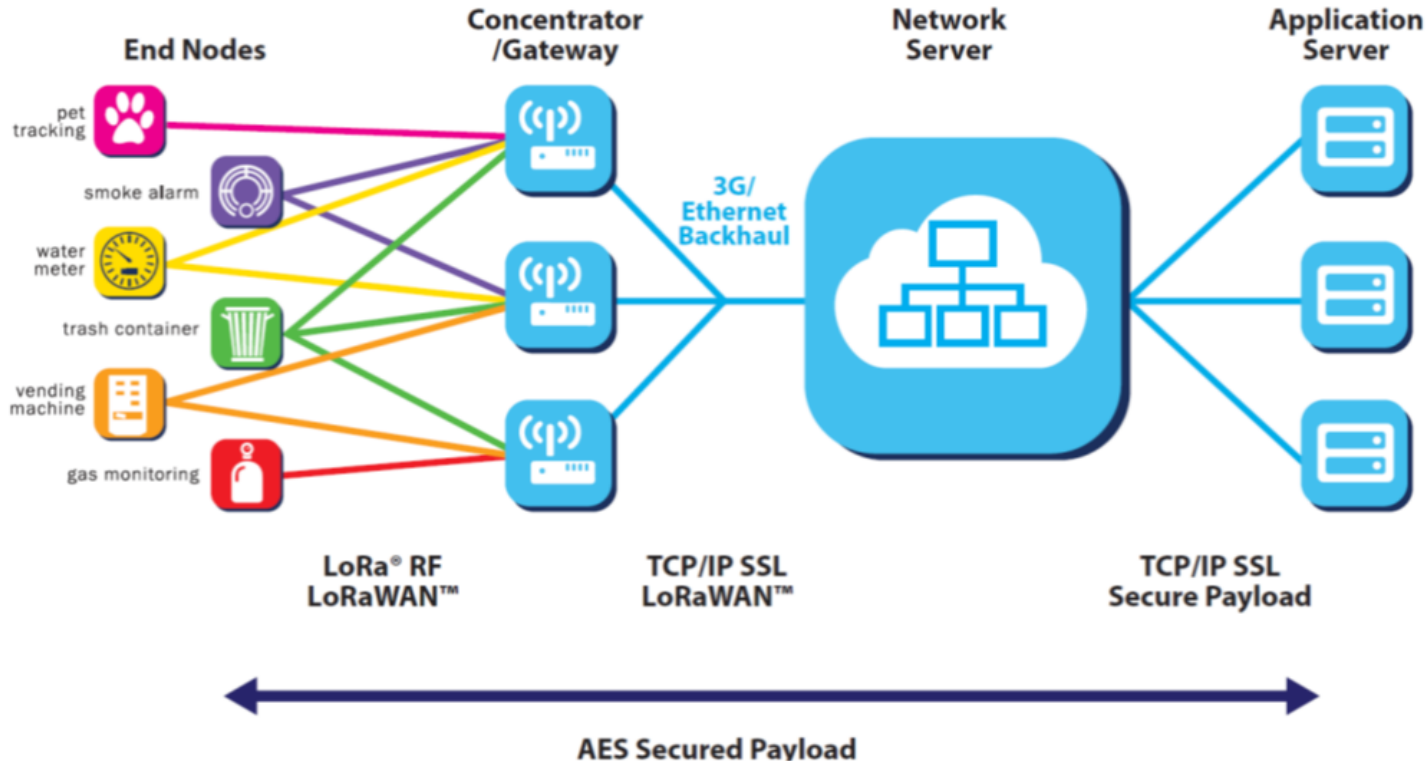 End Nodes
Concentrator
/Gateway
Network
Server
Application
Server
pet
tracking
smoke alarm
water
meter
trash container
vending
machine
gas monitoring
3G/
Ethernet
Backhaul
LoRa® RF
LoRaWAN™
TCP/IP SSL
LoRaWAN™
TCP/IP SSL
Secure Payload
AES Secured Payload